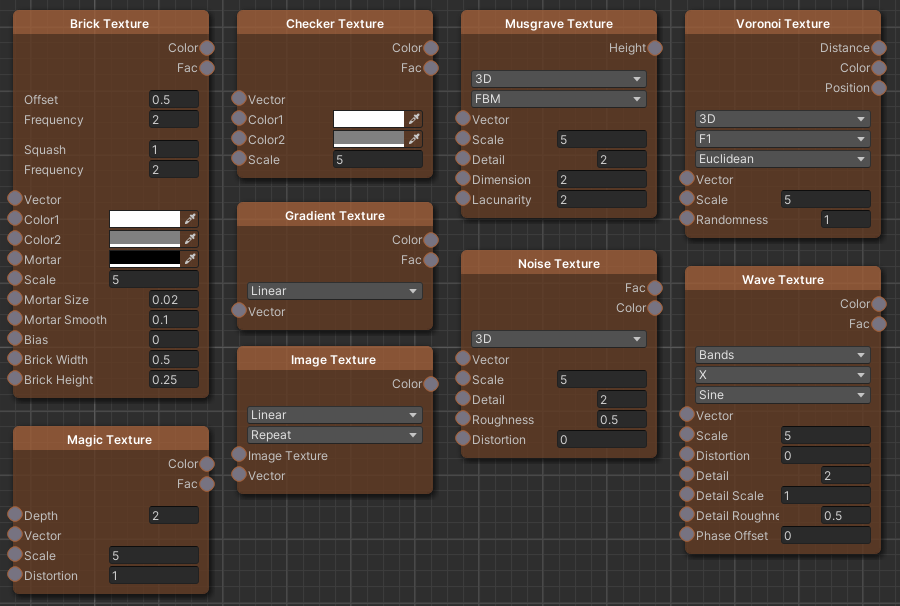 Brick Texture
Color
Fac
Offset 0.5
Frequency 2
Squash 1
Frequency 2
Vector
Color1
Color2
Mortar
Scale 5
Mortar Size 0.02
Mortar Smooth 0.1
Bias 0
Brick Width 0.5
Brick Height 0.25
Magic Texture
Color
Fac
Depth 2
Vector
Scale 5
Distortion 1
Checker Texture
Color
Fac
Vector
Color1
Color2
Scale 5
Gradient Texture
Color
Fac
Linear
Vector
Image Texture
Color
Linear
Repeat
Image Texture
Vector
Musgrave Texture
Height
3D
FBM
Vector
Scale 5
Detail 2
Dimension 2
Lacunarity 2
Noise Texture
Fac
Color
3D
Vector
Scale 5
Detail 2
Roughness 0.5
Distortion 0
Voronoi Texture
Distance
Color
Position
3D
F1
Euclidean
Vector
Scale 5
Randomness 1
Wave Texture
Color
Fac
Bands
X
Sine
Vector
Scale 5
Distortion 0
Detail 2
Detail Scale 1
Detail Roughne 0.5
Phase Offset 0